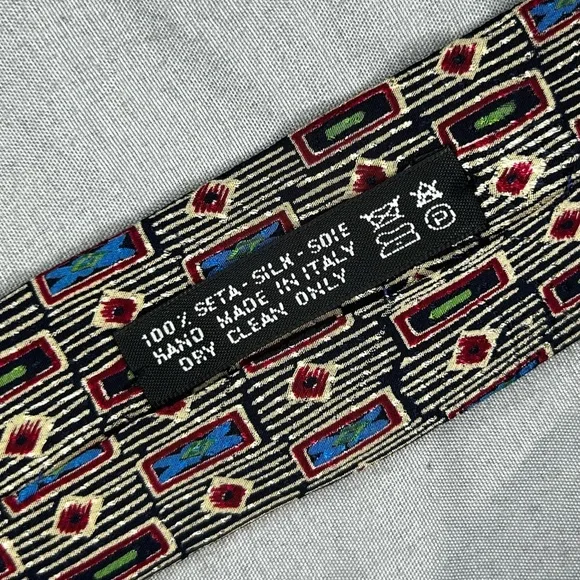 100% SETA-SILK-SOIE
HAND MADE IN ITALY
DRY CLEAN ONLY
P